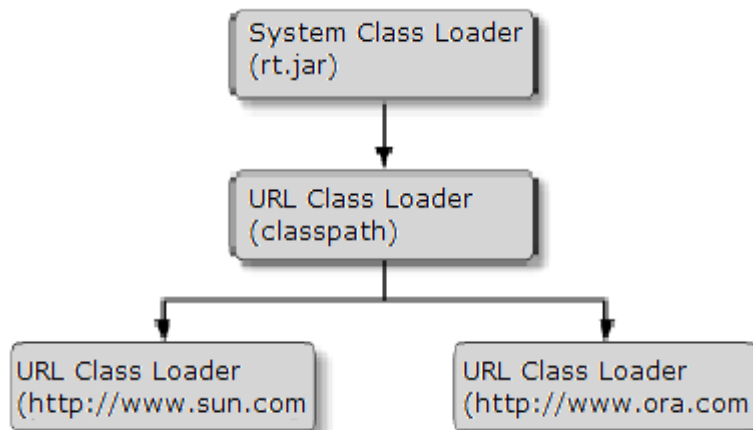 System Class Loader
(rt.jar)
URL Class Loader
(classpath)
URL Class Loader
(http://www.sun.com
URL Class Loader
(http://www.ora.com